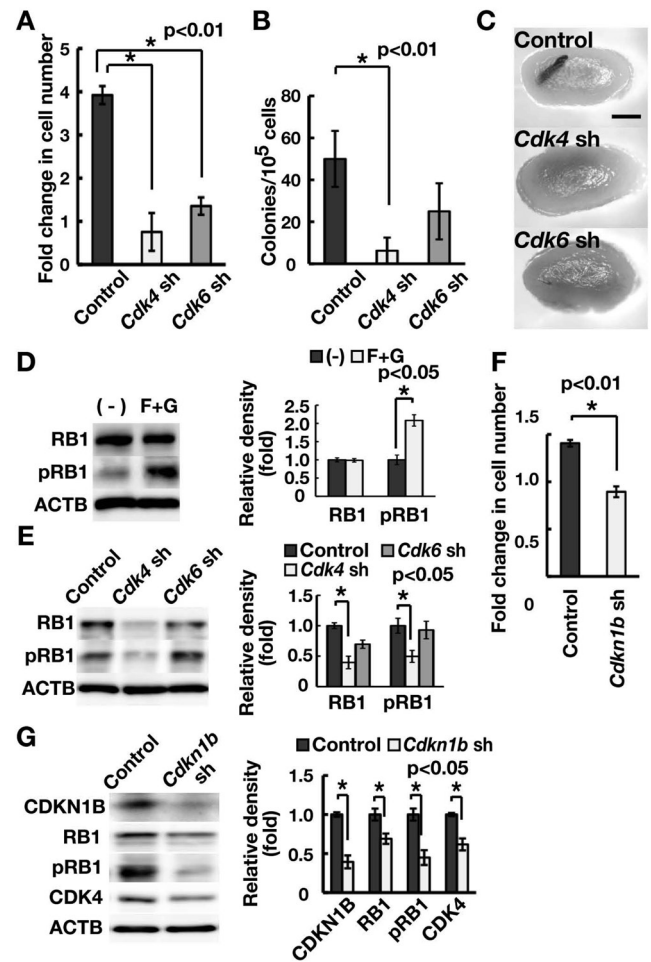 A
p<0.01
*
*
Fold change in cell number
5
4
3
2
1
0
Control
Cdk4 sh
Cdk6 sh
B
p<0.01
*
Colonies/10⁵ cells
80
60
40
20
0
Control
Cdk4 sh
Cdk6 sh
C
Control
Cdk4 sh
Cdk6 sh
D
(-) F+G
RB1
pRB1
ACTB
(-) F+G
p<0.05
*
Relative density
(fold)
2.5
2.0
1.5
1.0
0.5
0
RB1 pRB1
E
Control
Cdk4 sh
Cdk6 sh
RB1
pRB1
ACTB
Control Cdk6 sh
Cdk4 sh
p<0.05
* *
Relative density
(fold)
1.5
1.0
0.5
0
RB1 pRB1
F
p<0.01
*
Fold change in cell number
1.5
1.0
0.5
0
Control
Cdkn1b sh
G
Control
Cdkn1b
sh
CDKN1B
RB1
pRB1
CDK4
ACTB
Control Cdkn1b sh
p<0.05
* * * *
Relative density
(fold)
1.5
1.0
0.5
0
CDKN1B
RB1
pRB1
CDK4